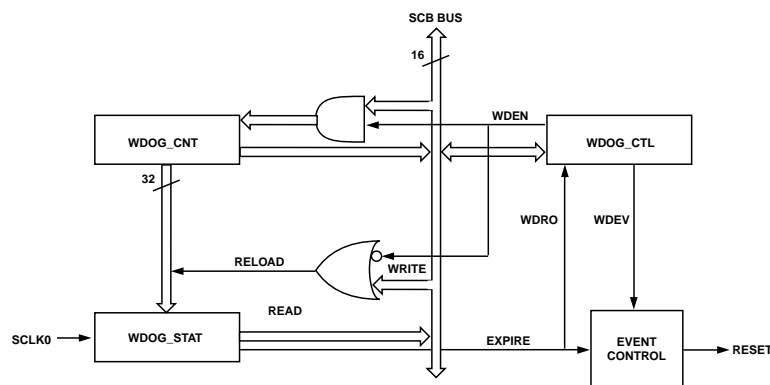 SCB BUS
16
WDEN
WDOG_CNT
WDOG_CTL
32
WDRO
WDEV
RELOAD
WRITE
READ
SCLK0
WDOG_STAT
EXPIRE
EVENT
CONTROL
RESET